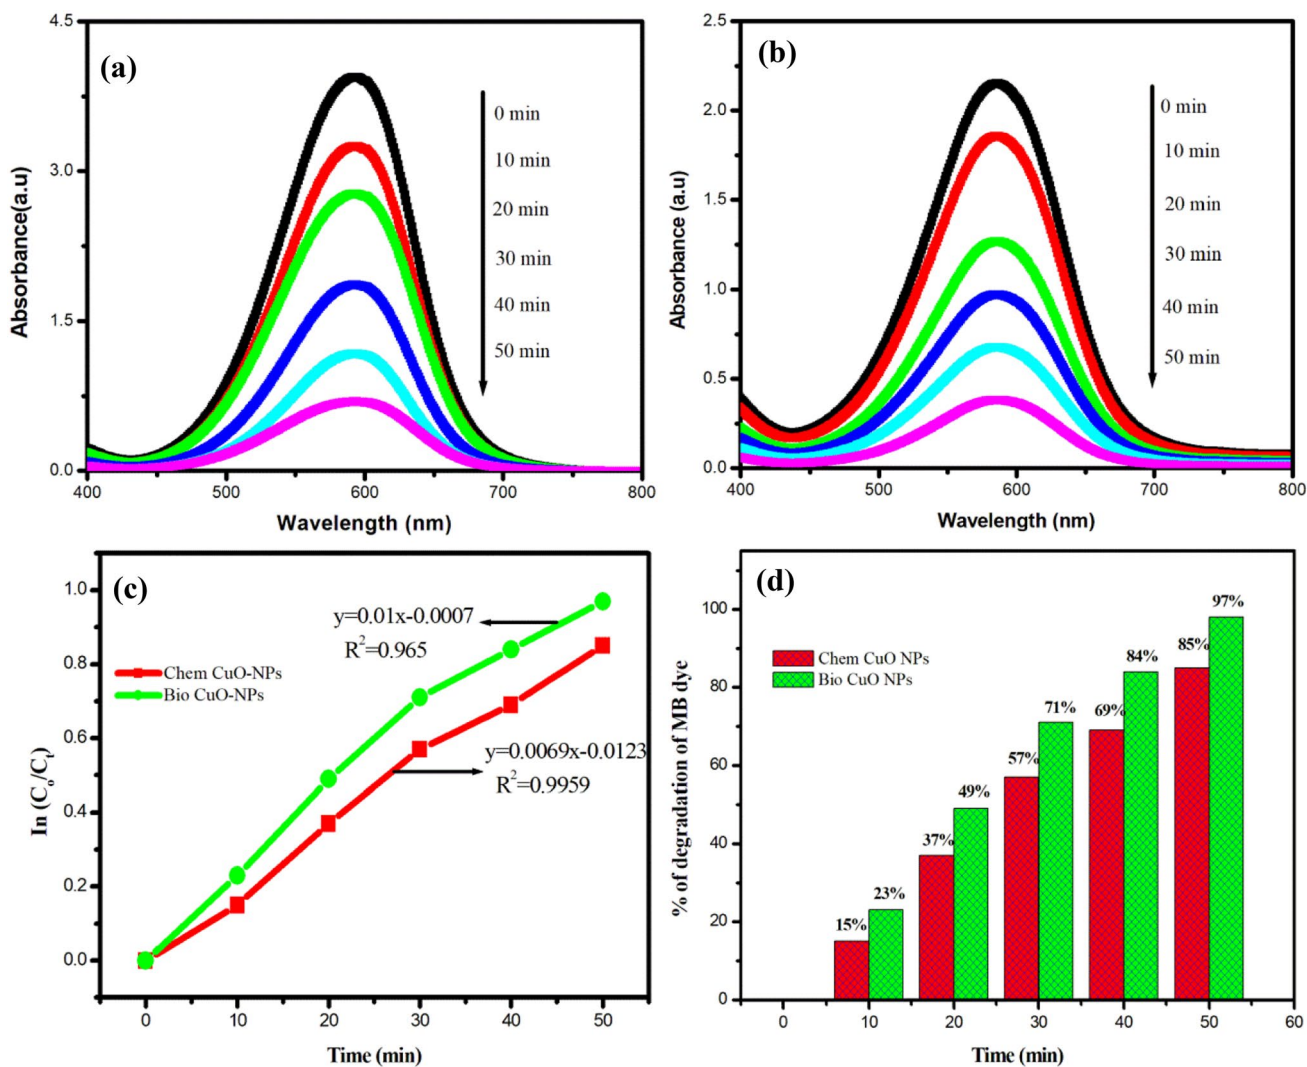 (a)
4.5
3.0
1.5
0.0
400
500
600
700
800
Absorbance(a.u)
Wavelength (nm)
0 min
10 min
20 min
30 min
40 min
50 min
(b)
2.5
2.0
1.5
1.0
0.5
0.0
400
500
600
700
800
Absorbance (a.u)
Wavelength (nm)
0 min
10 min
20 min
30 min
40 min
50 min
(c)
1.0
0.8
0.6
0.4
0.2
0.0
0
10
20
30
40
50
In (Co/Ct)
Time (min)
y=0.01x-0.0007
R²=0.965
Chem CuO-NPs
Bio CuO-NPs
y=0.0069x-0.0123
R²=0.9959
(d)
100
80
60
40
20
0
0
10
20
30
40
50
60
% of degradation of MB dye
Time (min)
Chem CuO NPs
Bio CuO NPs
15%
23%
37%
49%
57%
71%
69%
84%
85%
97%